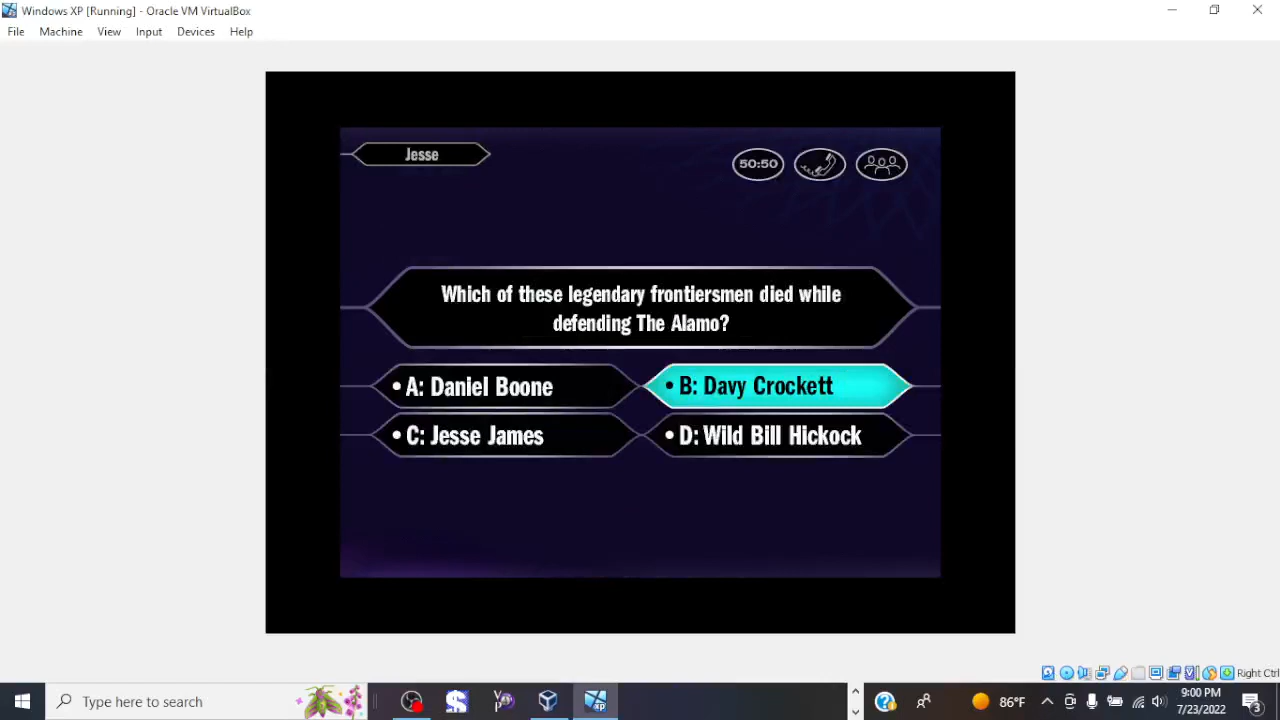 Windows XP [Running] - Oracle VM VirtualBox
File Machine View Input Devices Help
Jesse
50:50
Which of these legendary frontiersmen died while
defending The Alamo?
• A: Daniel Boone
• B: Davy Crockett
• C: Jesse James
• D: Wild Bill Hickock
Right Ctrl
Type here to search
XP
86°F
9:00 PM
7/23/2022
3